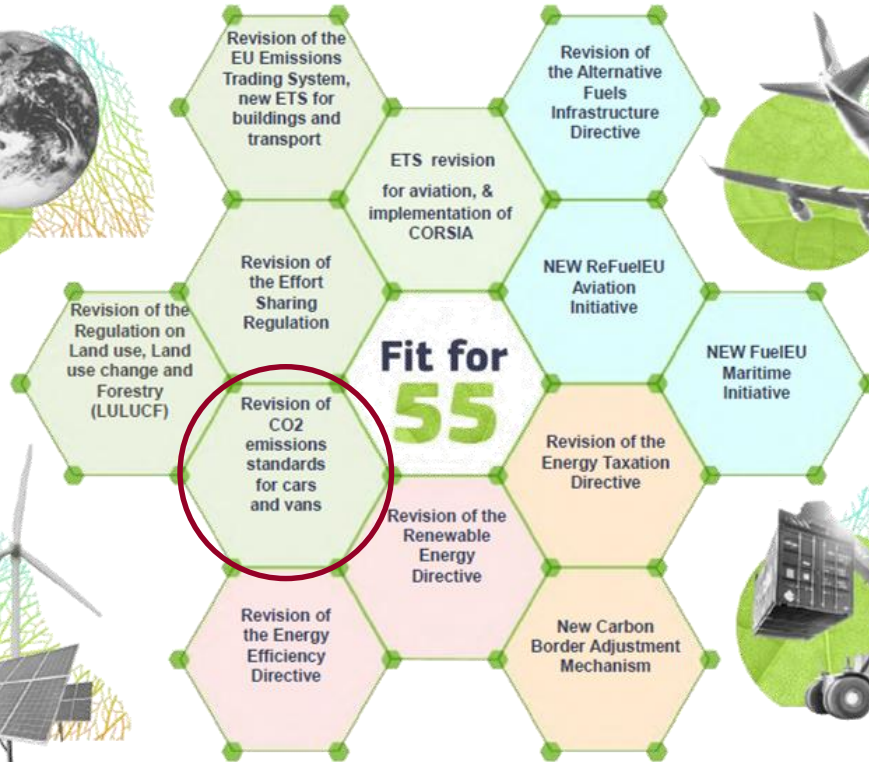 Revision of the
EU Emissions
Trading System,
new ETS for
buildings and
transport
Revision of
the Alternative
Fuels
Infrastructure
Directive
ETS revision
for aviation, &
implementation of
CORSIA
Revision of
the Effort
Sharing
Regulation
NEW ReFuelEU
Aviation
Initiative
Revision of the
Regulation on
Land use, Land
use change and
Forestry
(LULUCF)
Fit for
55
NEW FuelEU
Maritime
Initiative
Revision of
CO2
emissions
standards
for cars
and vans
Revision of the
Energy Taxation
Directive
Revision of the
Renewable
Energy
Directive
Revision of
the Energy
Efficiency
Directive
New Carbon
Border Adjustment
Mechanism